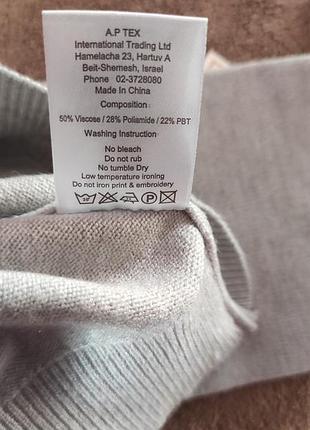 A.P TEX
International Trading Ltd
Hamelacha 23, Hartuv A
Beit-Shemesh, Israel
Phone 02-3728080
Made In China
Composition
50% Viscose / 28% Poliamide / 22% PBT
Washing Instruction
No bleach
Do not rub
No tumble Dry
Low temperature ironing
Do not iron print & embroidery